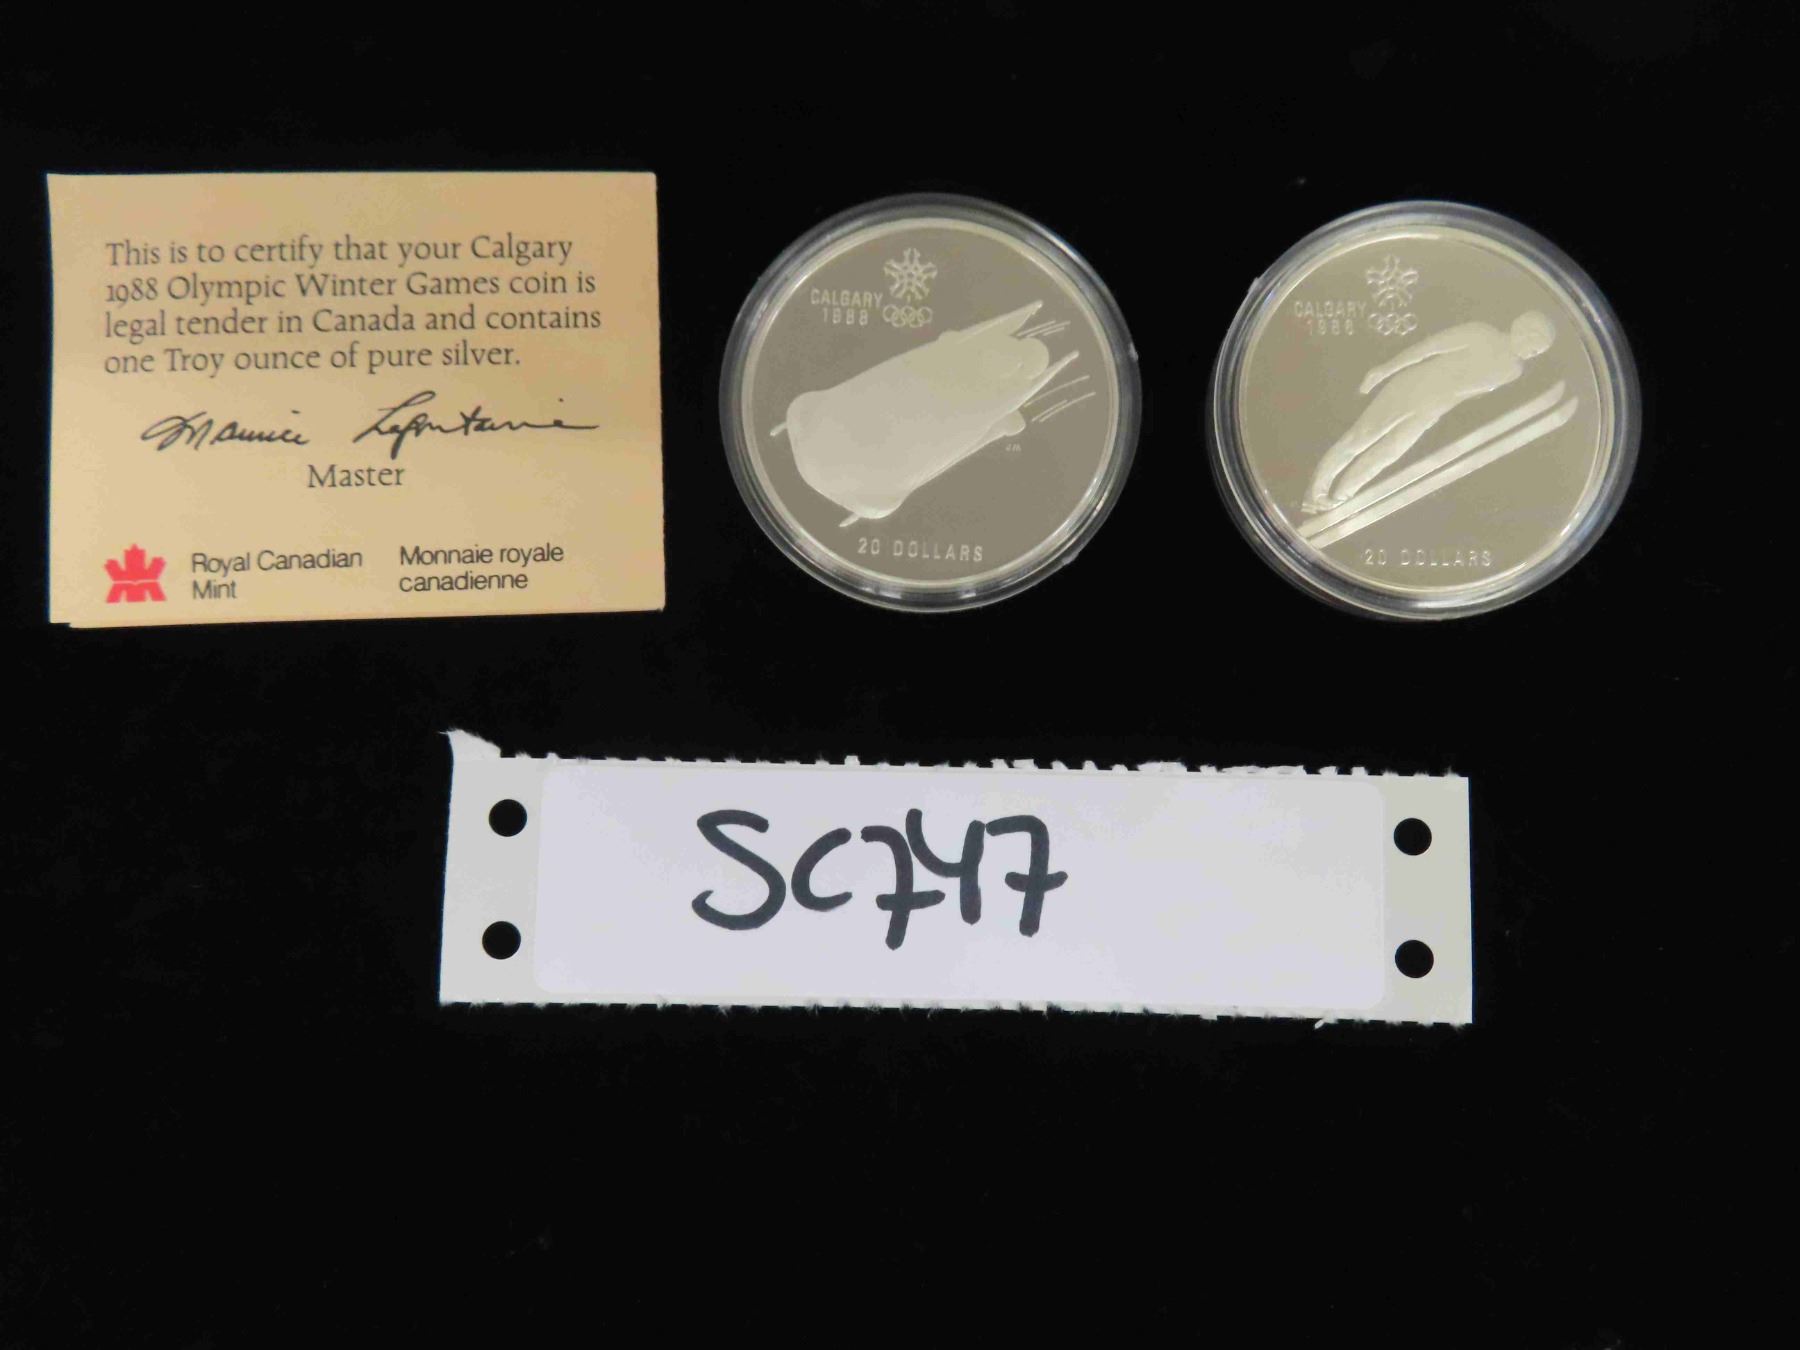 This is to certify that your Calgary
1988 Olympic Winter Games coin is
legal tender in Canada and contains
one Troy ounce of pure silver.
Maurice Lafontaine
Master
Royal Canadian
Mint
Monnaie royale
canadienne
CALGARY
1988
20 DOLLARS
CALGARY
1988
20 DOLLARS
SC747